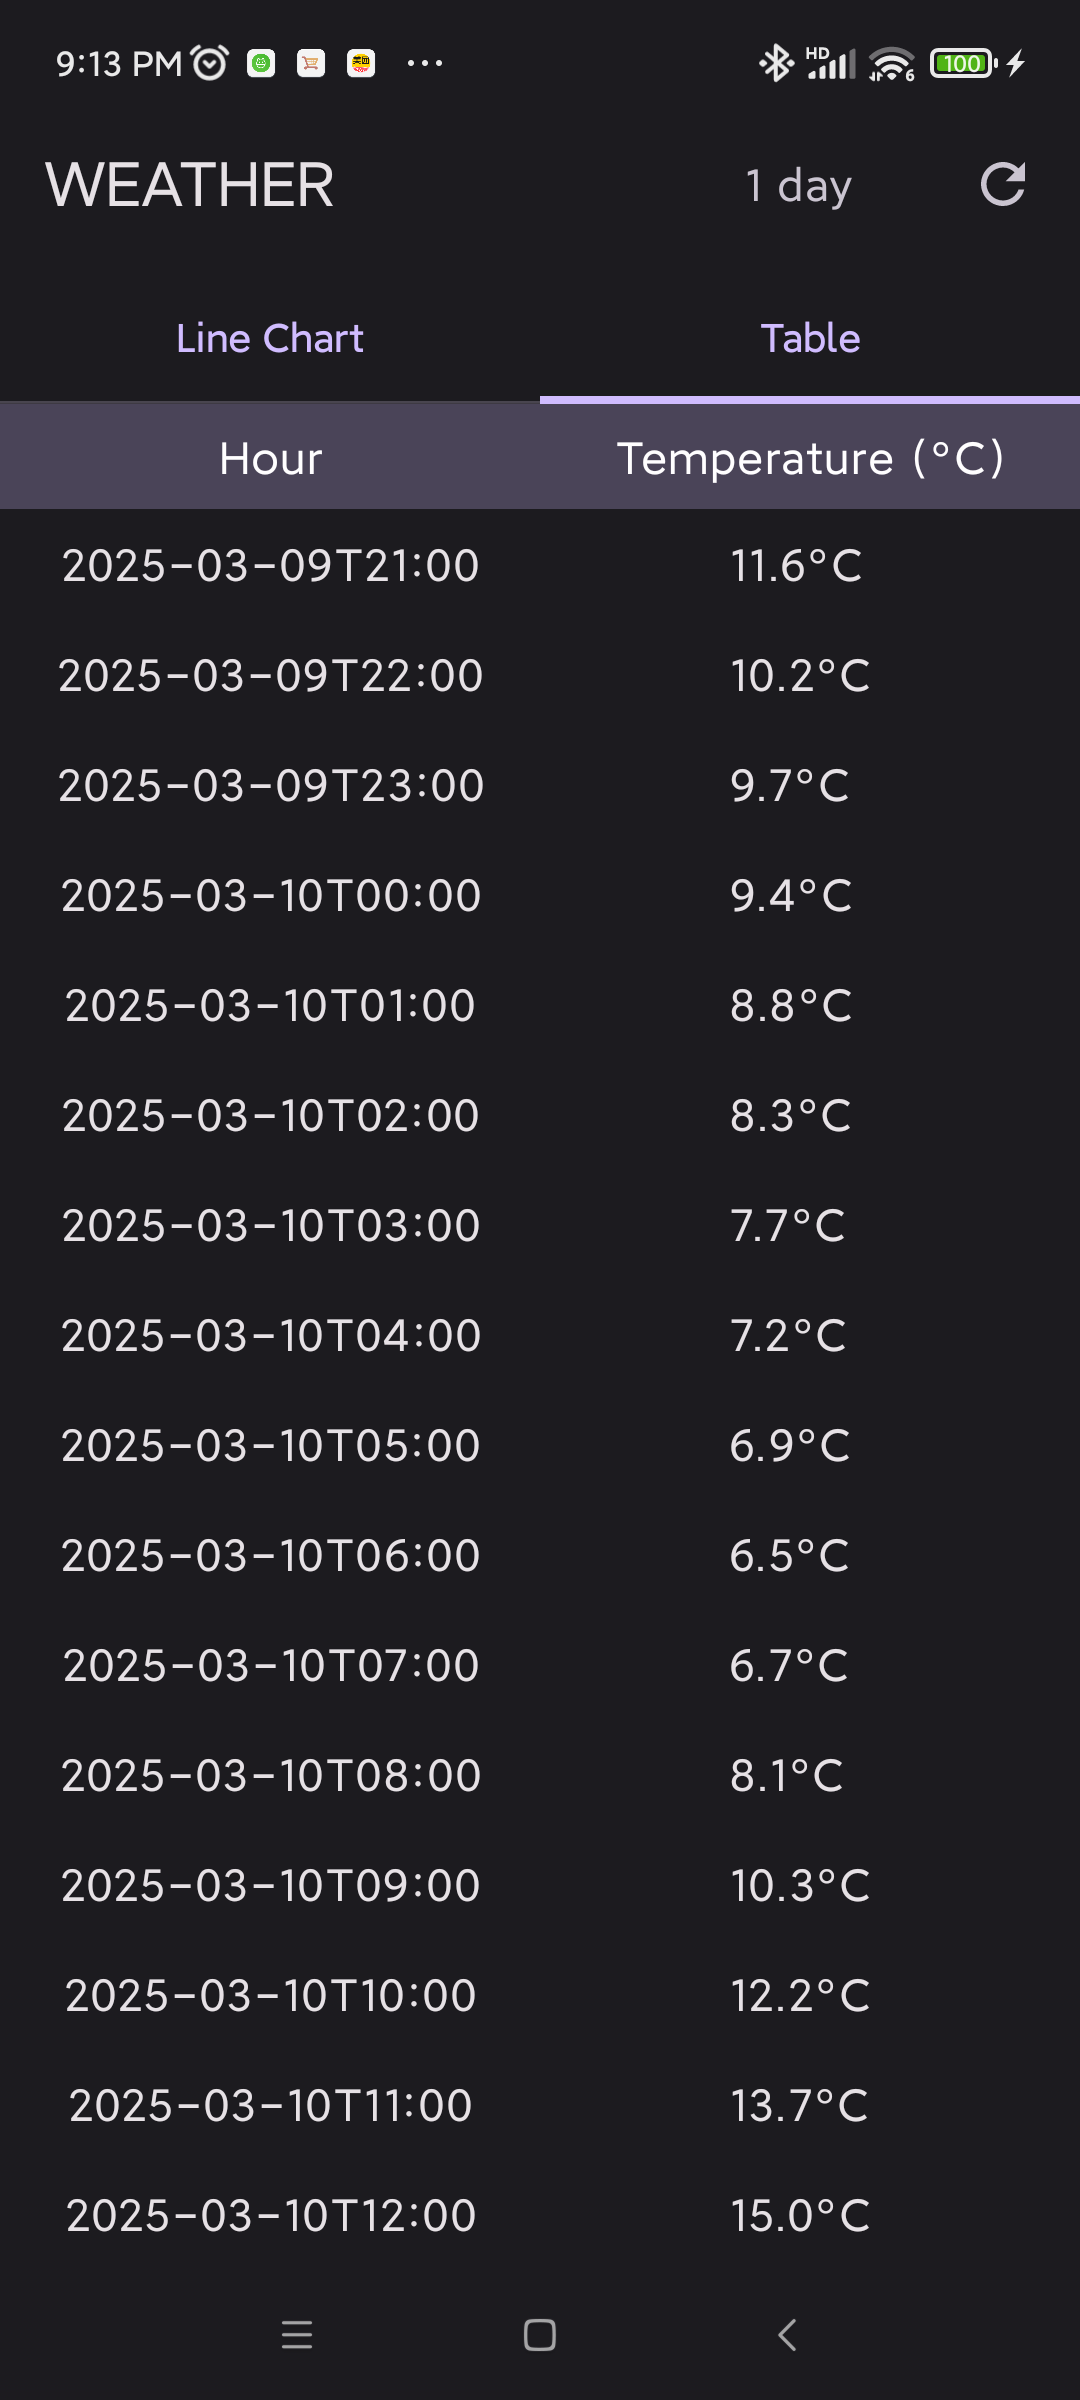 9:13 PM
HD
6
100
WEATHER
1 day
Line Chart
Table
Hour Temperature (°C)
2025-03-09T21:00 11.6°C
2025-03-09T22:00 10.2°C
2025-03-09T23:00 9.7°C
2025-03-10T00:00 9.4°C
2025-03-10T01:00 8.8°C
2025-03-10T02:00 8.3°C
2025-03-10T03:00 7.7°C
2025-03-10T04:00 7.2°C
2025-03-10T05:00 6.9°C
2025-03-10T06:00 6.5°C
2025-03-10T07:00 6.7°C
2025-03-10T08:00 8.1°C
2025-03-10T09:00 10.3°C
2025-03-10T10:00 12.2°C
2025-03-10T11:00 13.7°C
2025-03-10T12:00 15.0°C